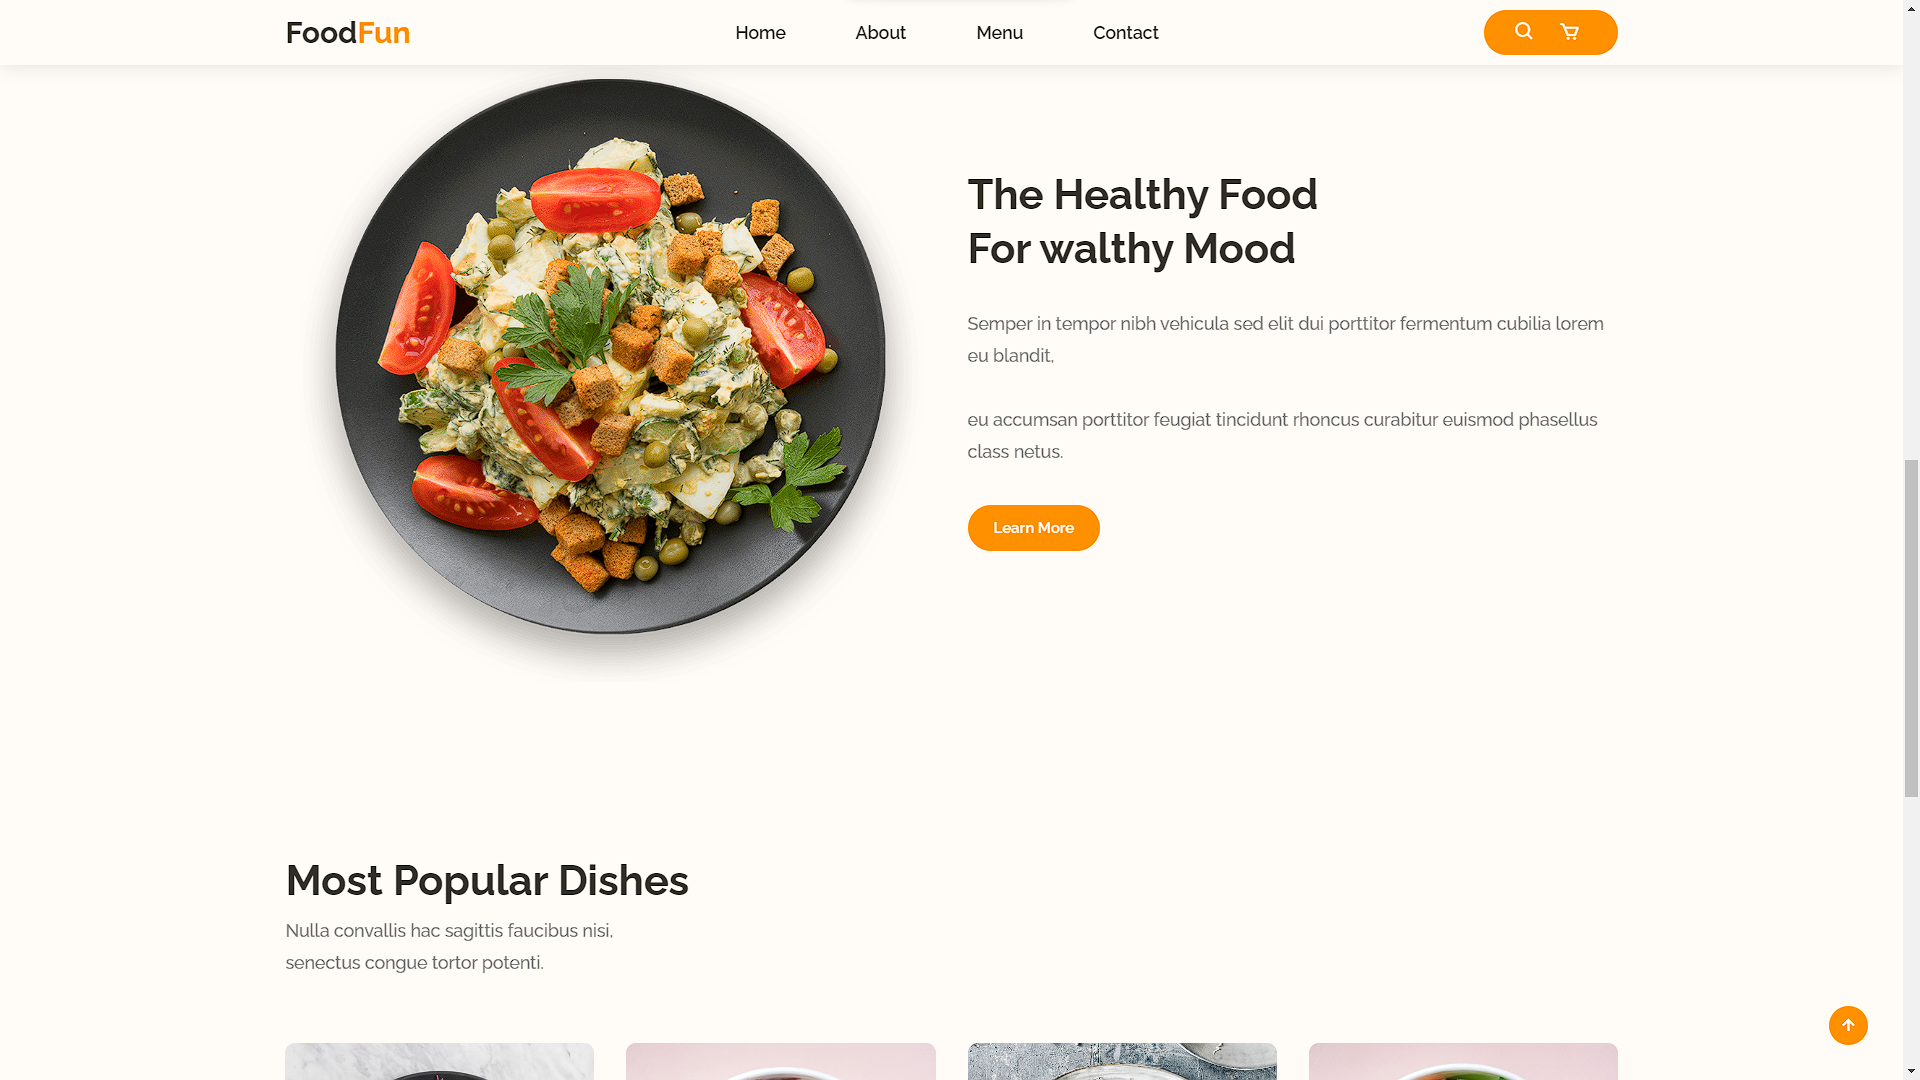 FoodFun
Home
About
Menu
Contact
The Healthy Food
For walthy Mood
Semper in tempor nibh vehicula sed elit dui porttitor fermentum cubilia lorem
eu blandit,
eu accumsan porttitor feugiat tincidunt rhoncus curabitur euismod phasellus
class netus.
Learn More
Most Popular Dishes
Nulla convallis hac sagittis faucibus nisi,
senectus congue tortor potenti.